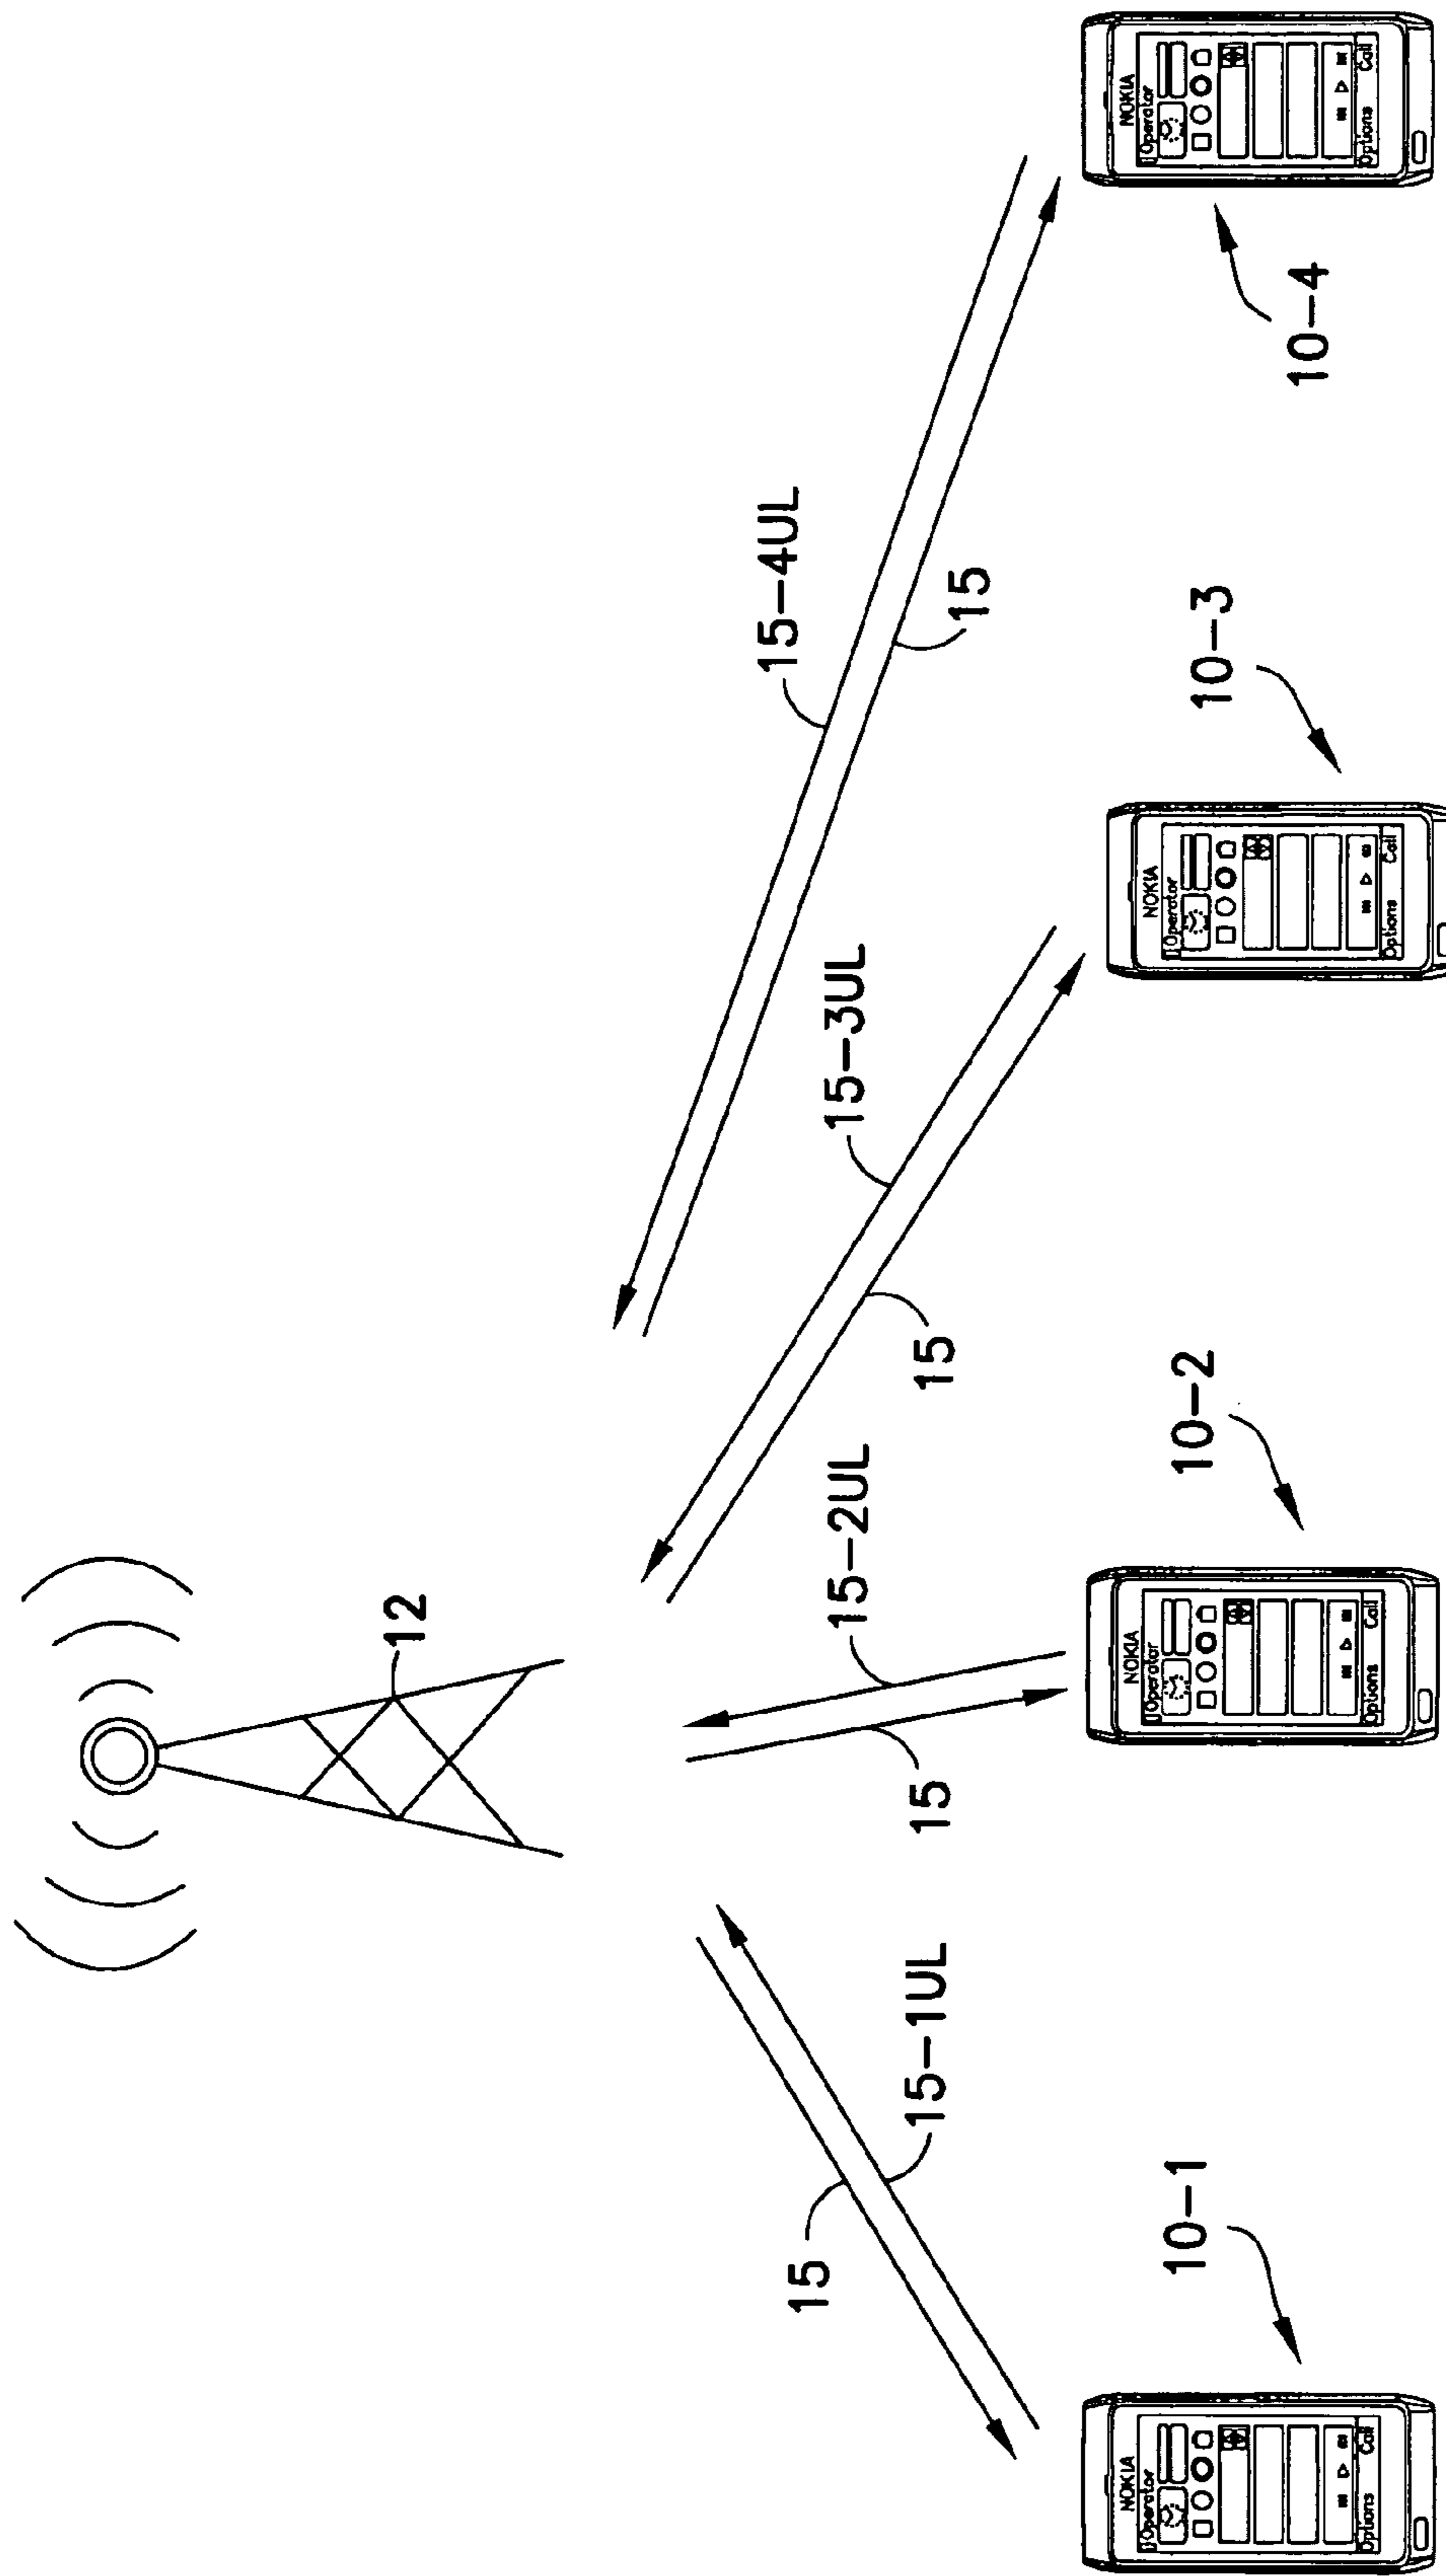 12
15
15-1UL
15
15-2UL
15
15-3UL
15-4UL
15
10-1
10-2
10-3
10-4
NOKIA
Operator
Options Call
NOKIA
Operator
Options Call
NOKIA
Operator
Options Call
NOKIA
Operator
Options Call